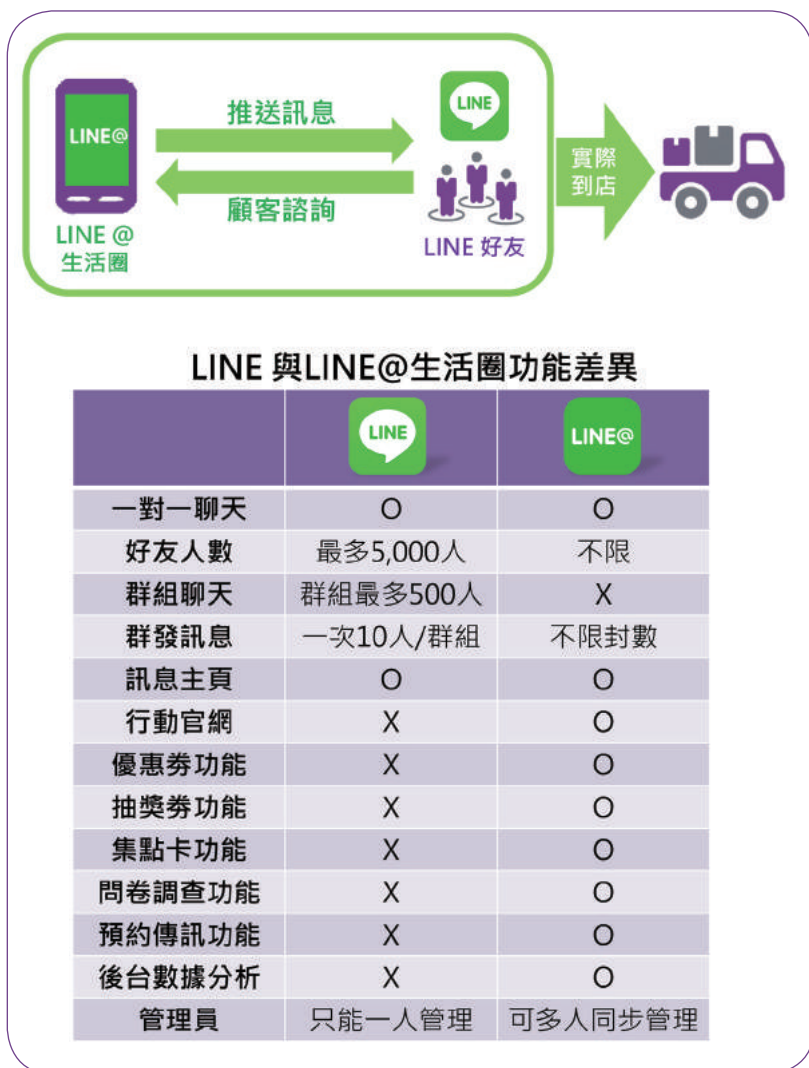 LINE@
推送訊息
LINE
顧客諮詢
實際
到店
LINE @
生活圈
LINE 好友
LINE 與LINE@生活圈功能差異
LINE LINE@
一對一聊天 O O
好友人數 最多5,000人 不限
群組聊天 群組最多500人 X
群發訊息 一次10人/群組 不限封數
訊息主頁 O O
行動官網 X O
優惠劵功能 X O
抽獎劵功能 X O
集點卡功能 X O
問卷調查功能 X O
預約傳訊功能 X O
後台數據分析 X O
管理員 只能一人管理 可多人同步管理